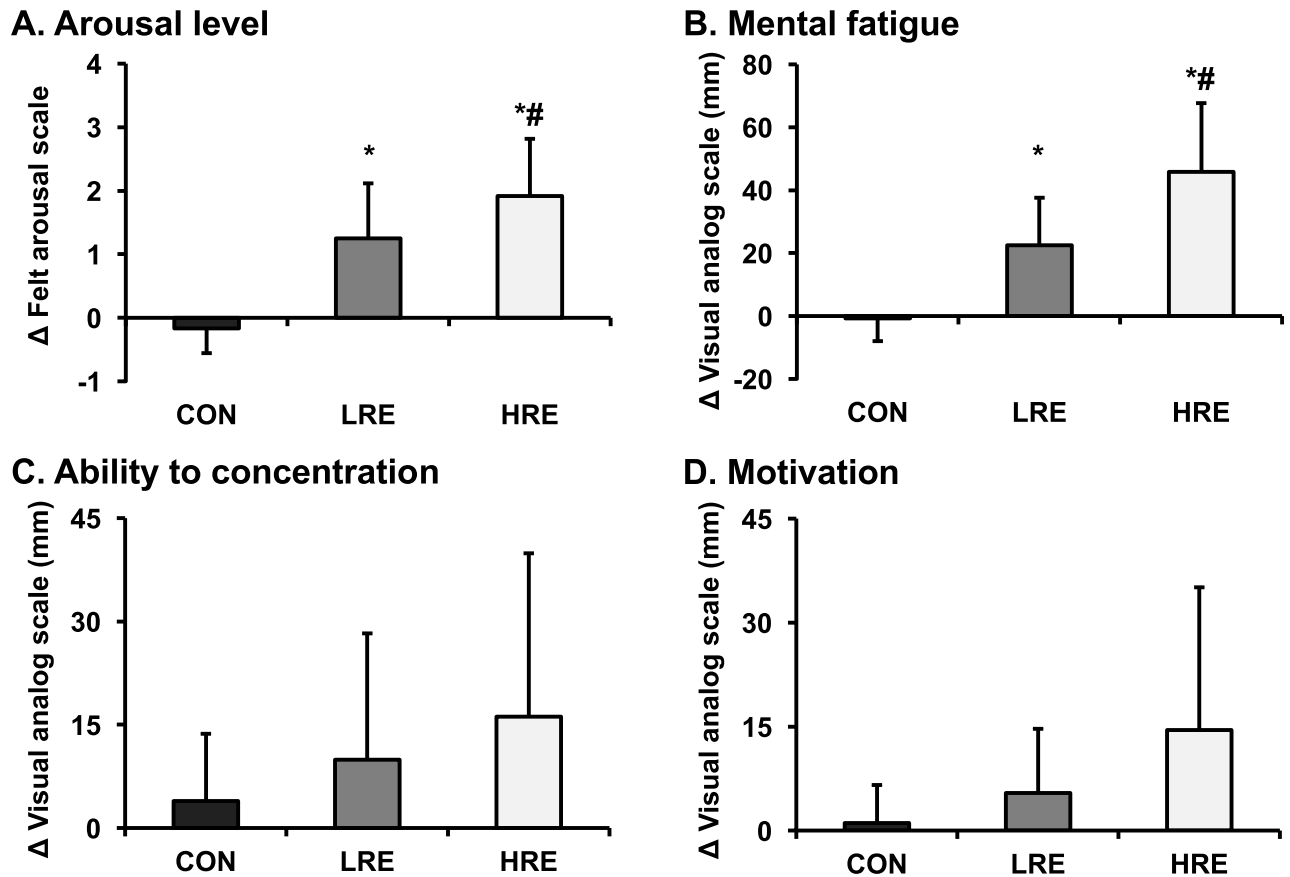 A. Arousal level
Δ Felt arousal scale
4
3
2
1
0
-1
*
*#
CON LRE HRE
B. Mental fatigue
Δ Visual analog scale (mm)
80
60
40
20
0
-20
*
*#
CON LRE HRE
C. Ability to concentration
Δ Visual analog scale (mm)
45
30
15
0
CON LRE HRE
D. Motivation
Δ Visual analog scale (mm)
45
30
15
0
CON LRE HRE